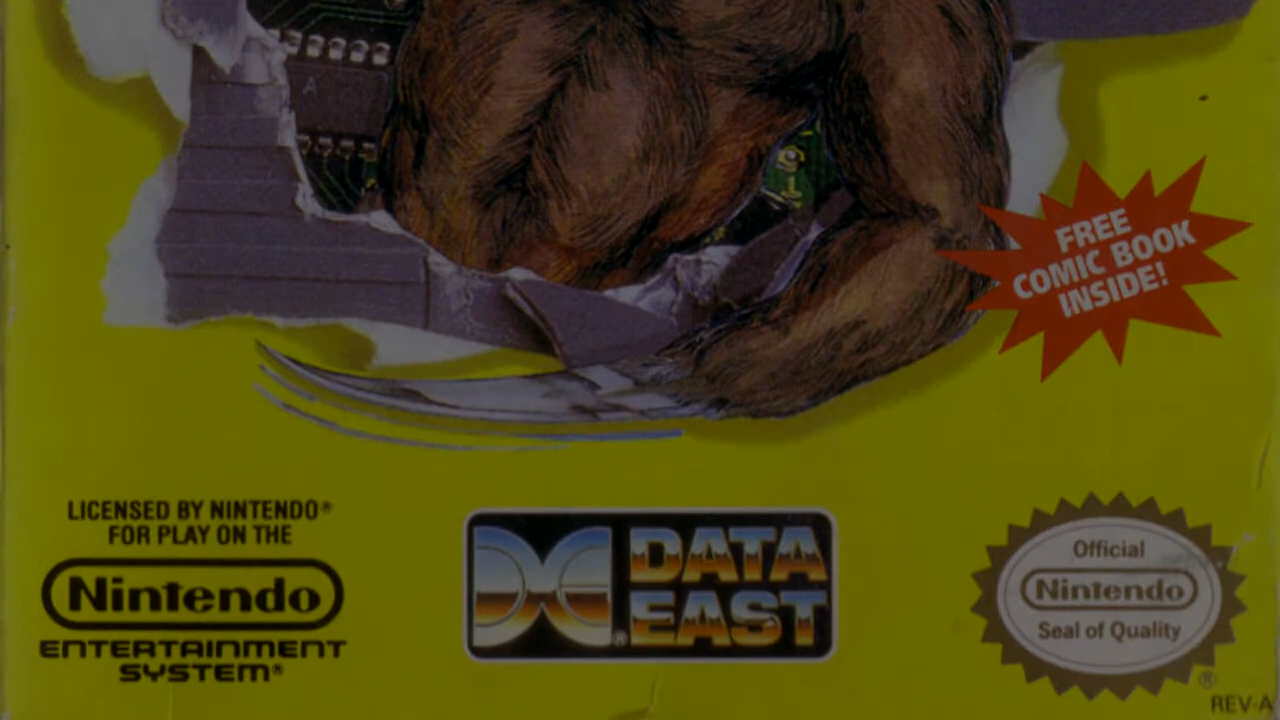 A
FREE
COMIC BOOK
INSIDE!
LICENSED BY NINTENDO®
FOR PLAY ON THE
Nintendo
ENTERTAINMENT
SYSTEM®
DATA
EAST
®
Official
Nintendo
Seal of Quality
®
REV-A